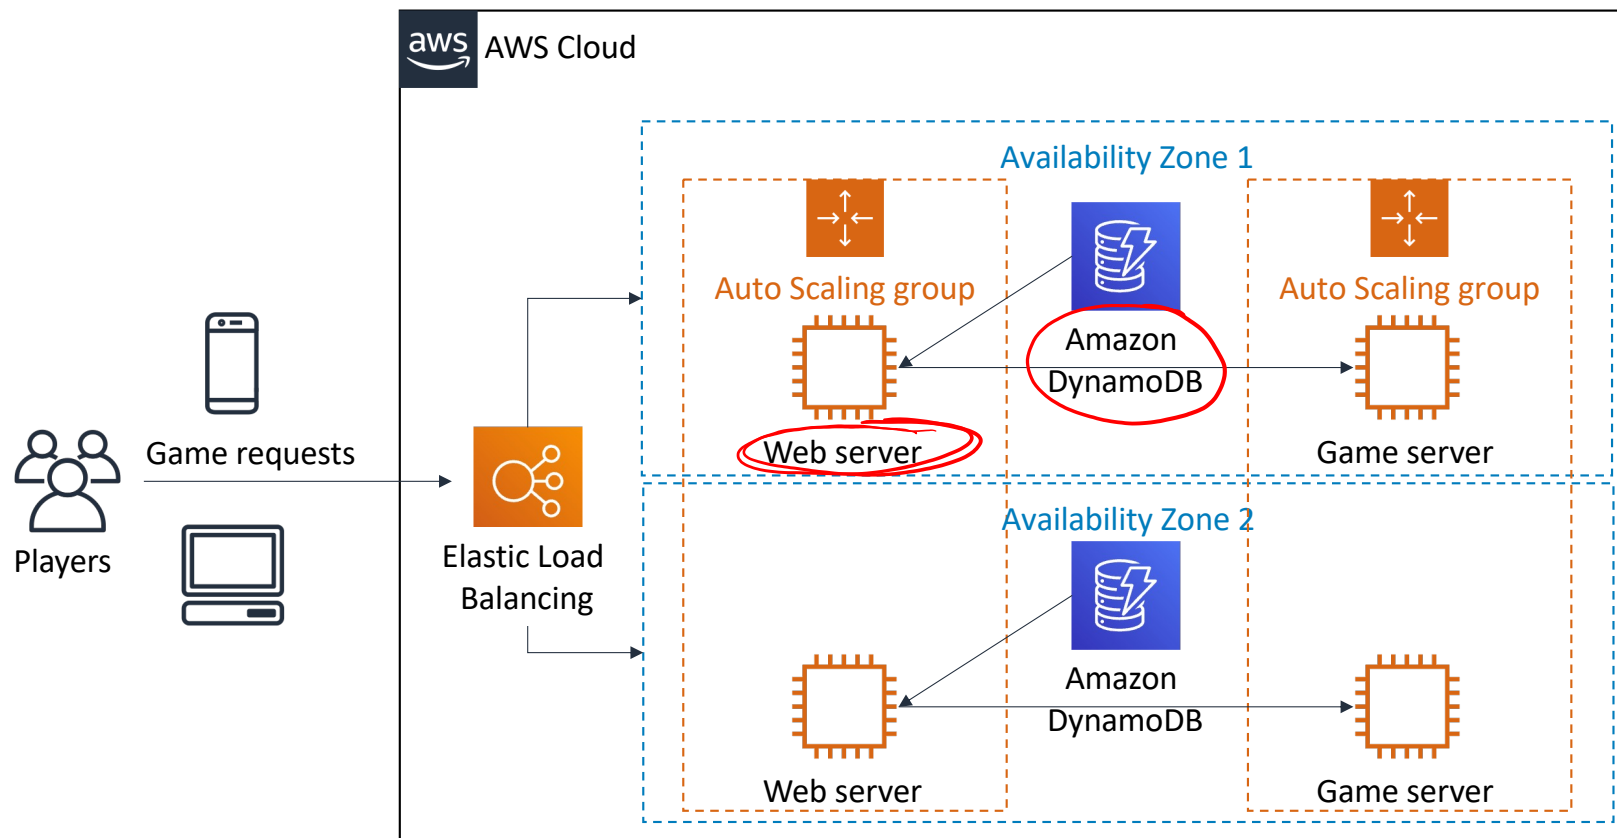 aws
AWS Cloud
Availability Zone 1
Auto Scaling group
Auto Scaling group
Amazon
DynamoDB
Web server
Game server
Game requests
Players
Elastic Load
Balancing
Availability Zone 2
Amazon
DynamoDB
Web server
Game server